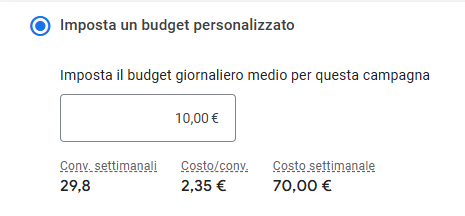 Imposta un budget personalizzato
Imposta il budget giornaliero medio per questa campagna
10,00 €
Conv. settimanali Costo/conv. Costo settimanale
29,8 2,35 € 70,00 €